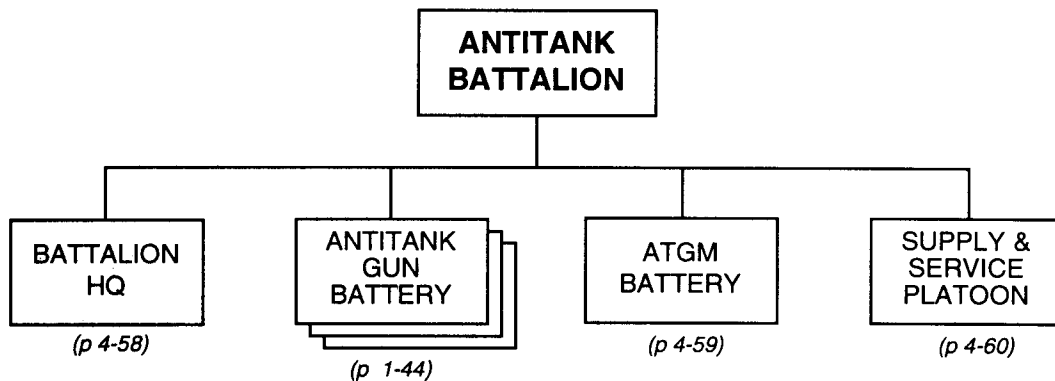 ANTITANK
BATTALION
BATTALION
HQ
(p 4-58)
ANTITANK
GUN
BATTERY
(p 1-44)
ATGM
BATTERY
(p 4-59)
SUPPLY &
SERVICE
PLATOON
(p 4-60)